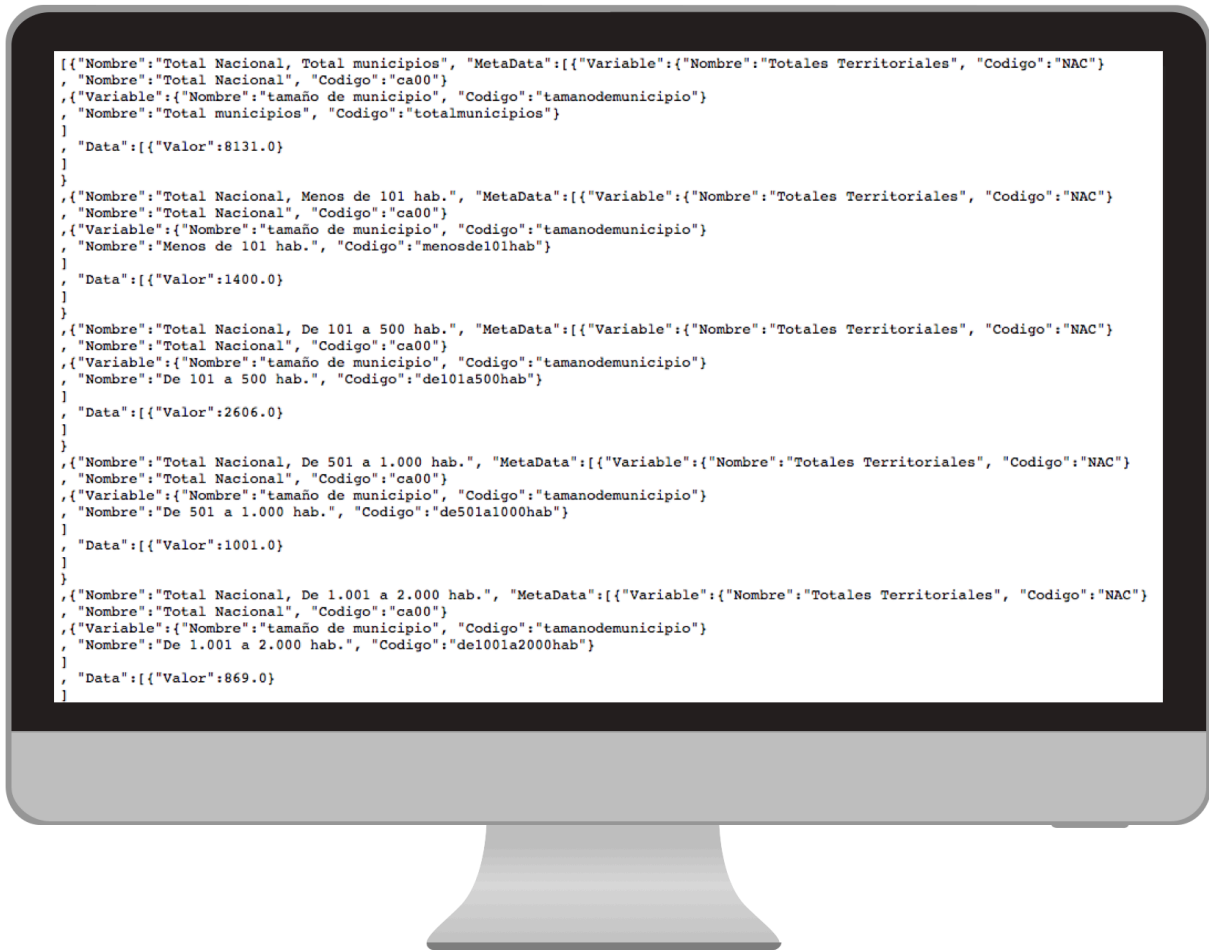 [{"Nombre":"Total Nacional, Total municipios", "MetaData":[{"Variable":{"Nombre":"Totales Territoriales", "Codigo":"NAC"}
, "Nombre":"Total Nacional", "Codigo":"ca00"}
,{"Variable":{"Nombre":"tamaño de municipio", "Codigo":"tamanodemunicipio"}
, "Nombre":"Total municipios", "Codigo":"totalmunicipios"}
]
, "Data":[{"Valor":8131.0}
]
}
,{"Nombre":"Total Nacional, Menos de 101 hab.", "MetaData":[{"Variable":{"Nombre":"Totales Territoriales", "Codigo":"NAC"}
, "Nombre":"Total Nacional", "Codigo":"ca00"}
,{"Variable":{"Nombre":"tamaño de municipio", "Codigo":"tamanodemunicipio"}
, "Nombre":"Menos de 101 hab.", "Codigo":"menosde101hab"}
]
, "Data":[{"Valor":1400.0}
]
}
,{"Nombre":"Total Nacional, De 101 a 500 hab.", "MetaData":[{"Variable":{"Nombre":"Totales Territoriales", "Codigo":"NAC"}
, "Nombre":"Total Nacional", "Codigo":"ca00"}
,{"Variable":{"Nombre":"tamaño de municipio", "Codigo":"tamanodemunicipio"}
, "Nombre":"De 101 a 500 hab.", "Codigo":"de101a500hab"}
]
, "Data":[{"Valor":2606.0}
]
}
,{"Nombre":"Total Nacional, De 501 a 1.000 hab.", "MetaData":[{"Variable":{"Nombre":"Totales Territoriales", "Codigo":"NAC"}
, "Nombre":"Total Nacional", "Codigo":"ca00"}
,{"Variable":{"Nombre":"tamaño de municipio", "Codigo":"tamanodemunicipio"}
, "Nombre":"De 501 a 1.000 hab.", "Codigo":"de501a1000hab"}
]
, "Data":[{"Valor":1001.0}
]
}
,{"Nombre":"Total Nacional, De 1.001 a 2.000 hab.", "MetaData":[{"Variable":{"Nombre":"Totales Territoriales", "Codigo":"NAC"}
, "Nombre":"Total Nacional", "Codigo":"ca00"}
,{"Variable":{"Nombre":"tamaño de municipio", "Codigo":"tamanodemunicipio"}
, "Nombre":"De 1.001 a 2.000 hab.", "Codigo":"de1001a2000hab"}
]
, "Data":[{"Valor":869.0}
]